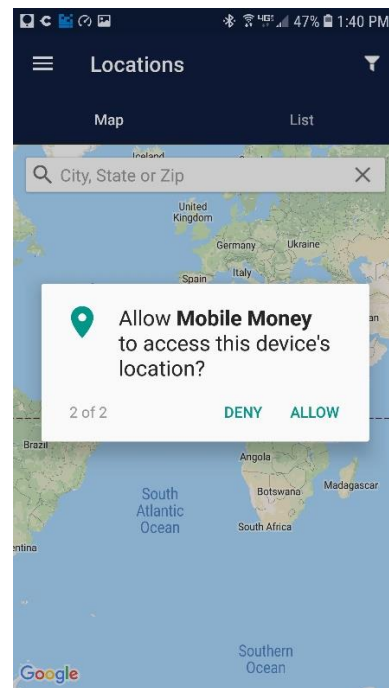 4G 47% 1:40 PM
Locations
Map List
Iceland
City, State or Zip
United
Kingdom
Germany Ukraine
Spain Italy
Allow Mobile Money
to access this device's
location?
2 of 2 DENY ALLOW
Brazil
Angola
Botswana Madagascar
South
Atlantic
Ocean
South Africa
Southern
Ocean
Google